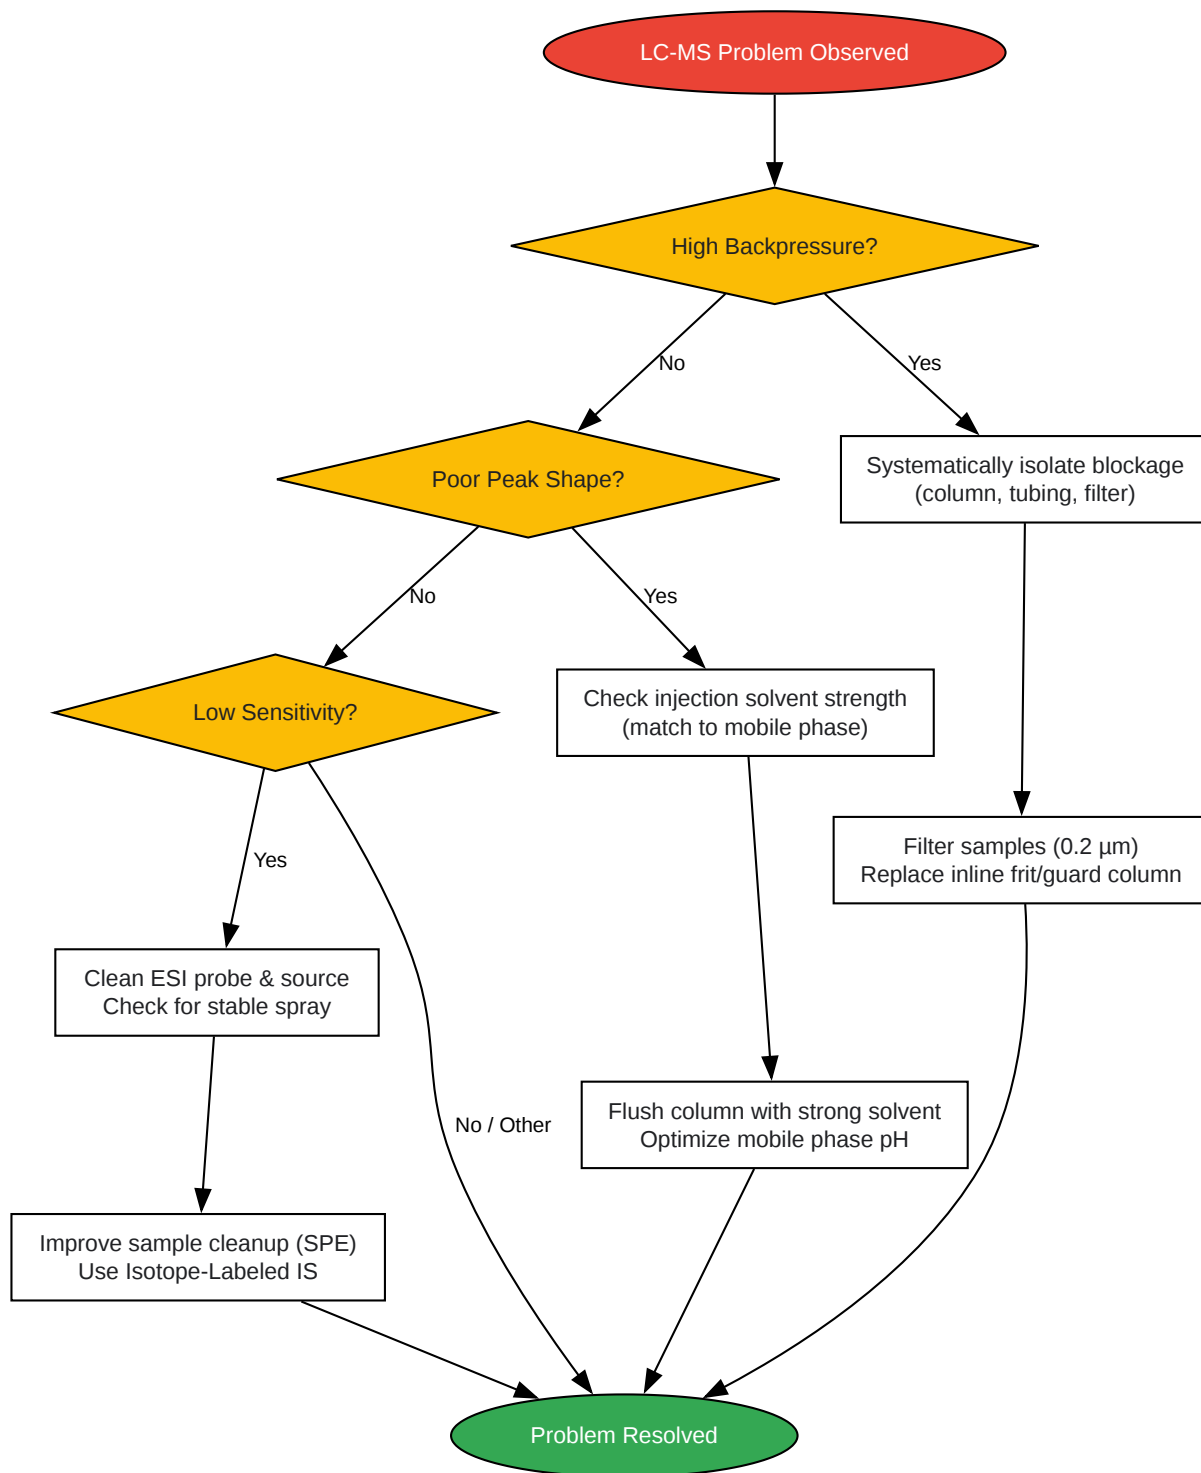 LC-MS Problem Observed
High Backpressure?
No
Yes
Poor Peak Shape?
Systematically isolate blockage
(column, tubing, filter)
No
Yes
Low Sensitivity?
Check injection solvent strength
(match to mobile phase)
Yes
Filter samples (0.2 µm)
Replace inline frit/guard column
Clean ESI probe & source
Check for stable spray
No / Other
Flush column with strong solvent
Optimize mobile phase pH
Improve sample cleanup (SPE)
Use Isotope-Labeled IS
Problem Resolved